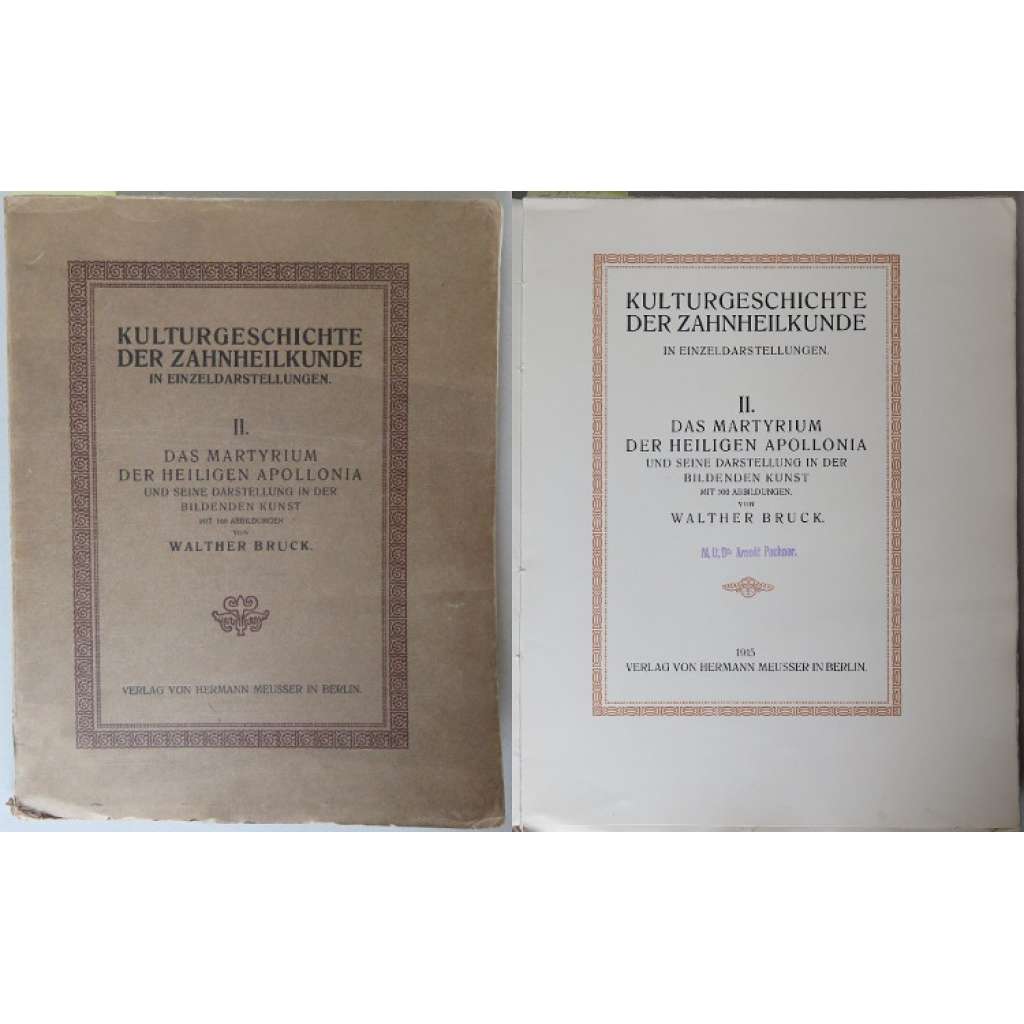 KULTURGESCHICHTE
DER ZAHNHEILKUNDE
IN EINZELDARSTELLUNGEN.
II.
DAS MARTYRIUM
DER HEILIGEN APOLLONIA
UND SEINE DARSTELLUNG IN DER
BILDENDEN KUNST
MIT 100 ABBILDUNGEN
VON
WALTHER BRUCK.
VERLAG VON HERMANN MEUSSER IN BERLIN.
KULTURGESCHICHTE
DER ZAHNHEILKUNDE
IN EINZELDARSTELLUNGEN.
II.
DAS MARTYRIUM
DER HEILIGEN APOLLONIA
UND SEINE DARSTELLUNG IN DER
BILDENDEN KUNST
MIT 100 ABBILDUNGEN.
VON
WALTHER BRUCK.
M. U. Dr. Arnold
1915
VERLAG VON HERMANN MEUSSER IN BERLIN.